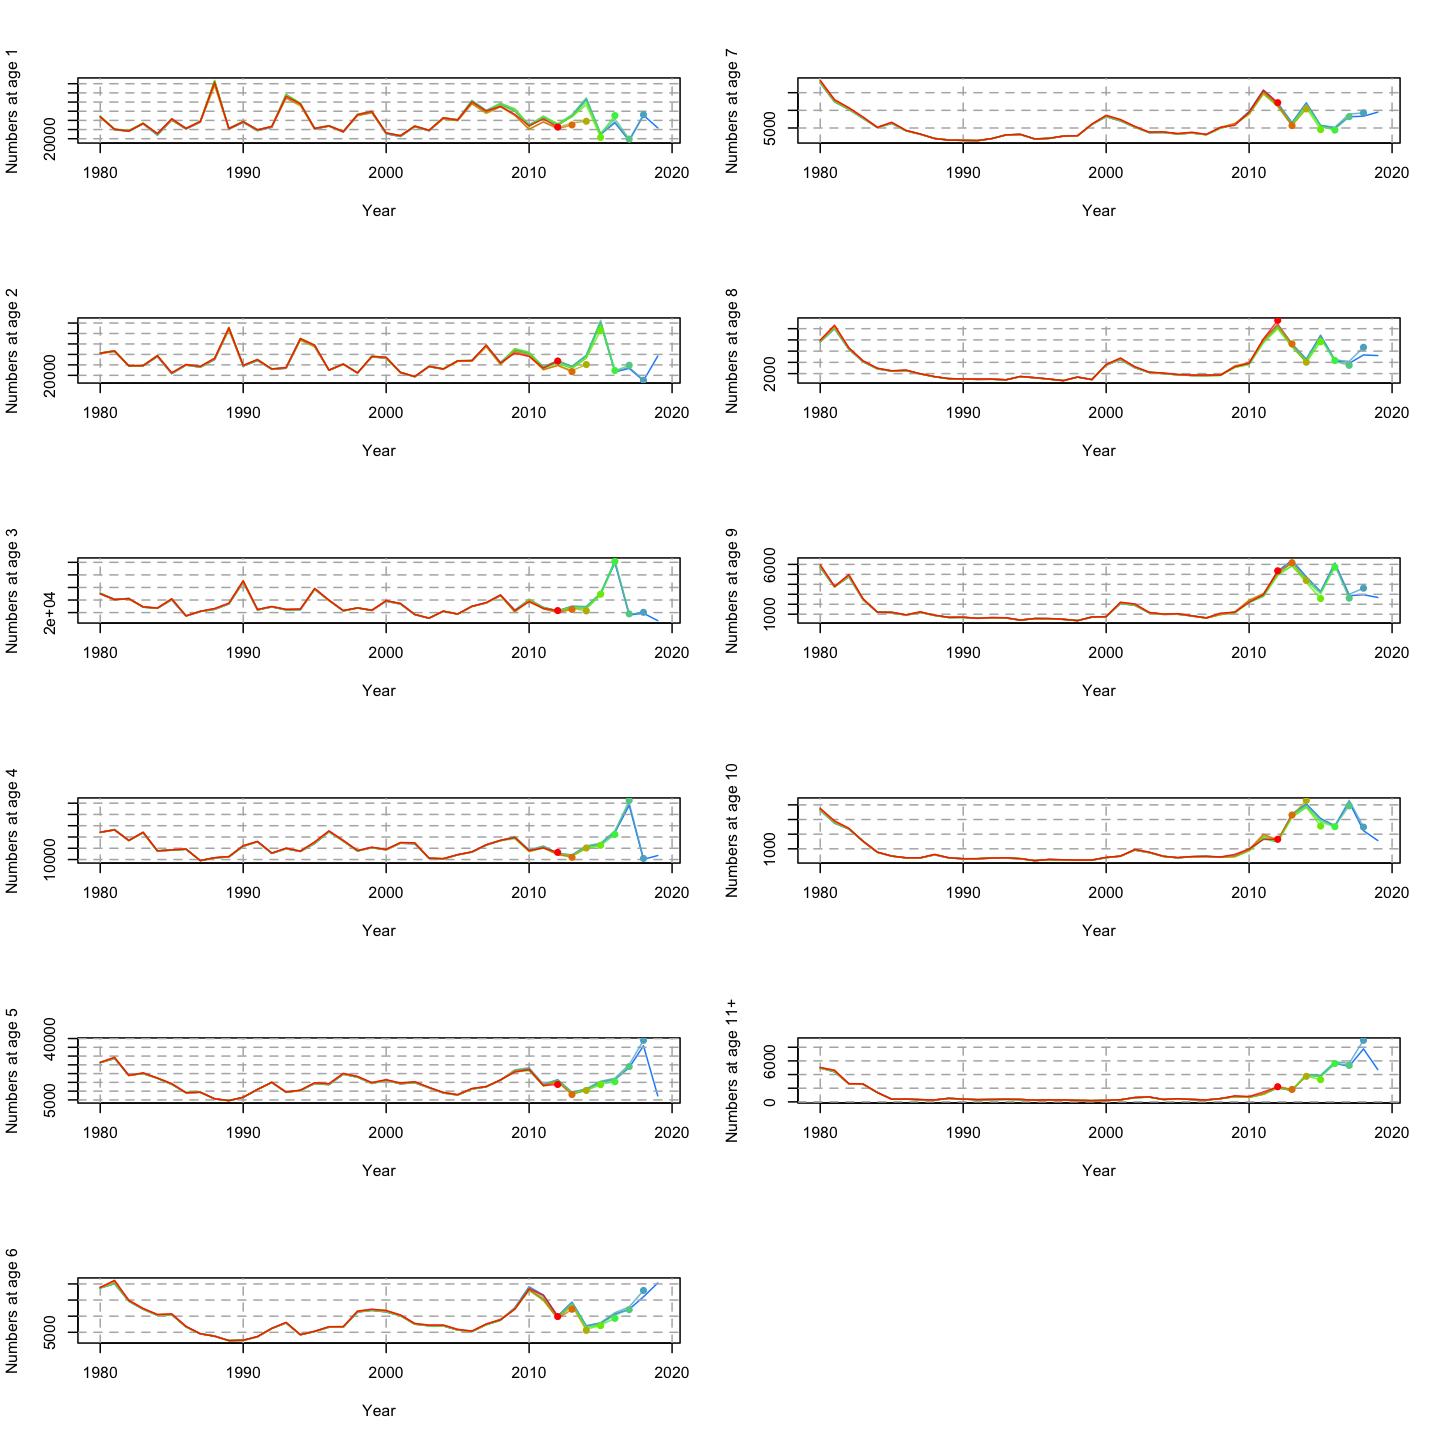 Numbers at age 1
20000
1980 1990 2000 2010 2020
Year
Numbers at age 2
20000
1980 1990 2000 2010 2020
Year
Numbers at age 3
2e+04
1980 1990 2000 2010 2020
Year
Numbers at age 4
10000
1980 1990 2000 2010 2020
Year
Numbers at age 5
5000 40000
1980 1990 2000 2010 2020
Year
Numbers at age 6
5000
1980 1990 2000 2010 2020
Year
Numbers at age 7
5000
1980 1990 2000 2010 2020
Year
Numbers at age 8
2000
1980 1990 2000 2010 2020
Year
Numbers at age 9
1000 6000
1980 1990 2000 2010 2020
Year
Numbers at age 10
1000
1980 1990 2000 2010 2020
Year
Numbers at age 11+
0 6000
1980 1990 2000 2010 2020
Year